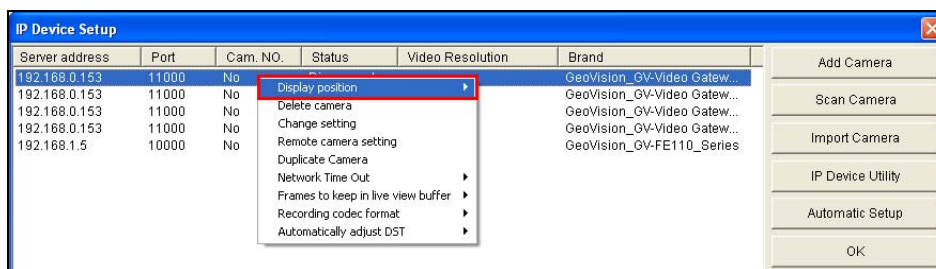 IP Device Setup
Server address Port Cam. NO. Status Video Resolution Brand
192.168.0.153 11000 No GeoVision_GV-Video Gatew...
192.168.0.153 11000 No GeoVision_GV-Video Gatew...
192.168.0.153 11000 No GeoVision_GV-Video Gatew...
192.168.0.153 11000 No GeoVision_GV-Video Gatew...
192.168.1.5 10000 No GeoVision_GV-FE110_Series
Display position
Delete camera
Change setting
Remote camera setting
Duplicate Camera
Network Time Out
Frames to keep in live view buffer
Recording codec format
Automatically adjust DST
Add Camera
Scan Camera
Import Camera
IP Device Utility
Automatic Setup
OK